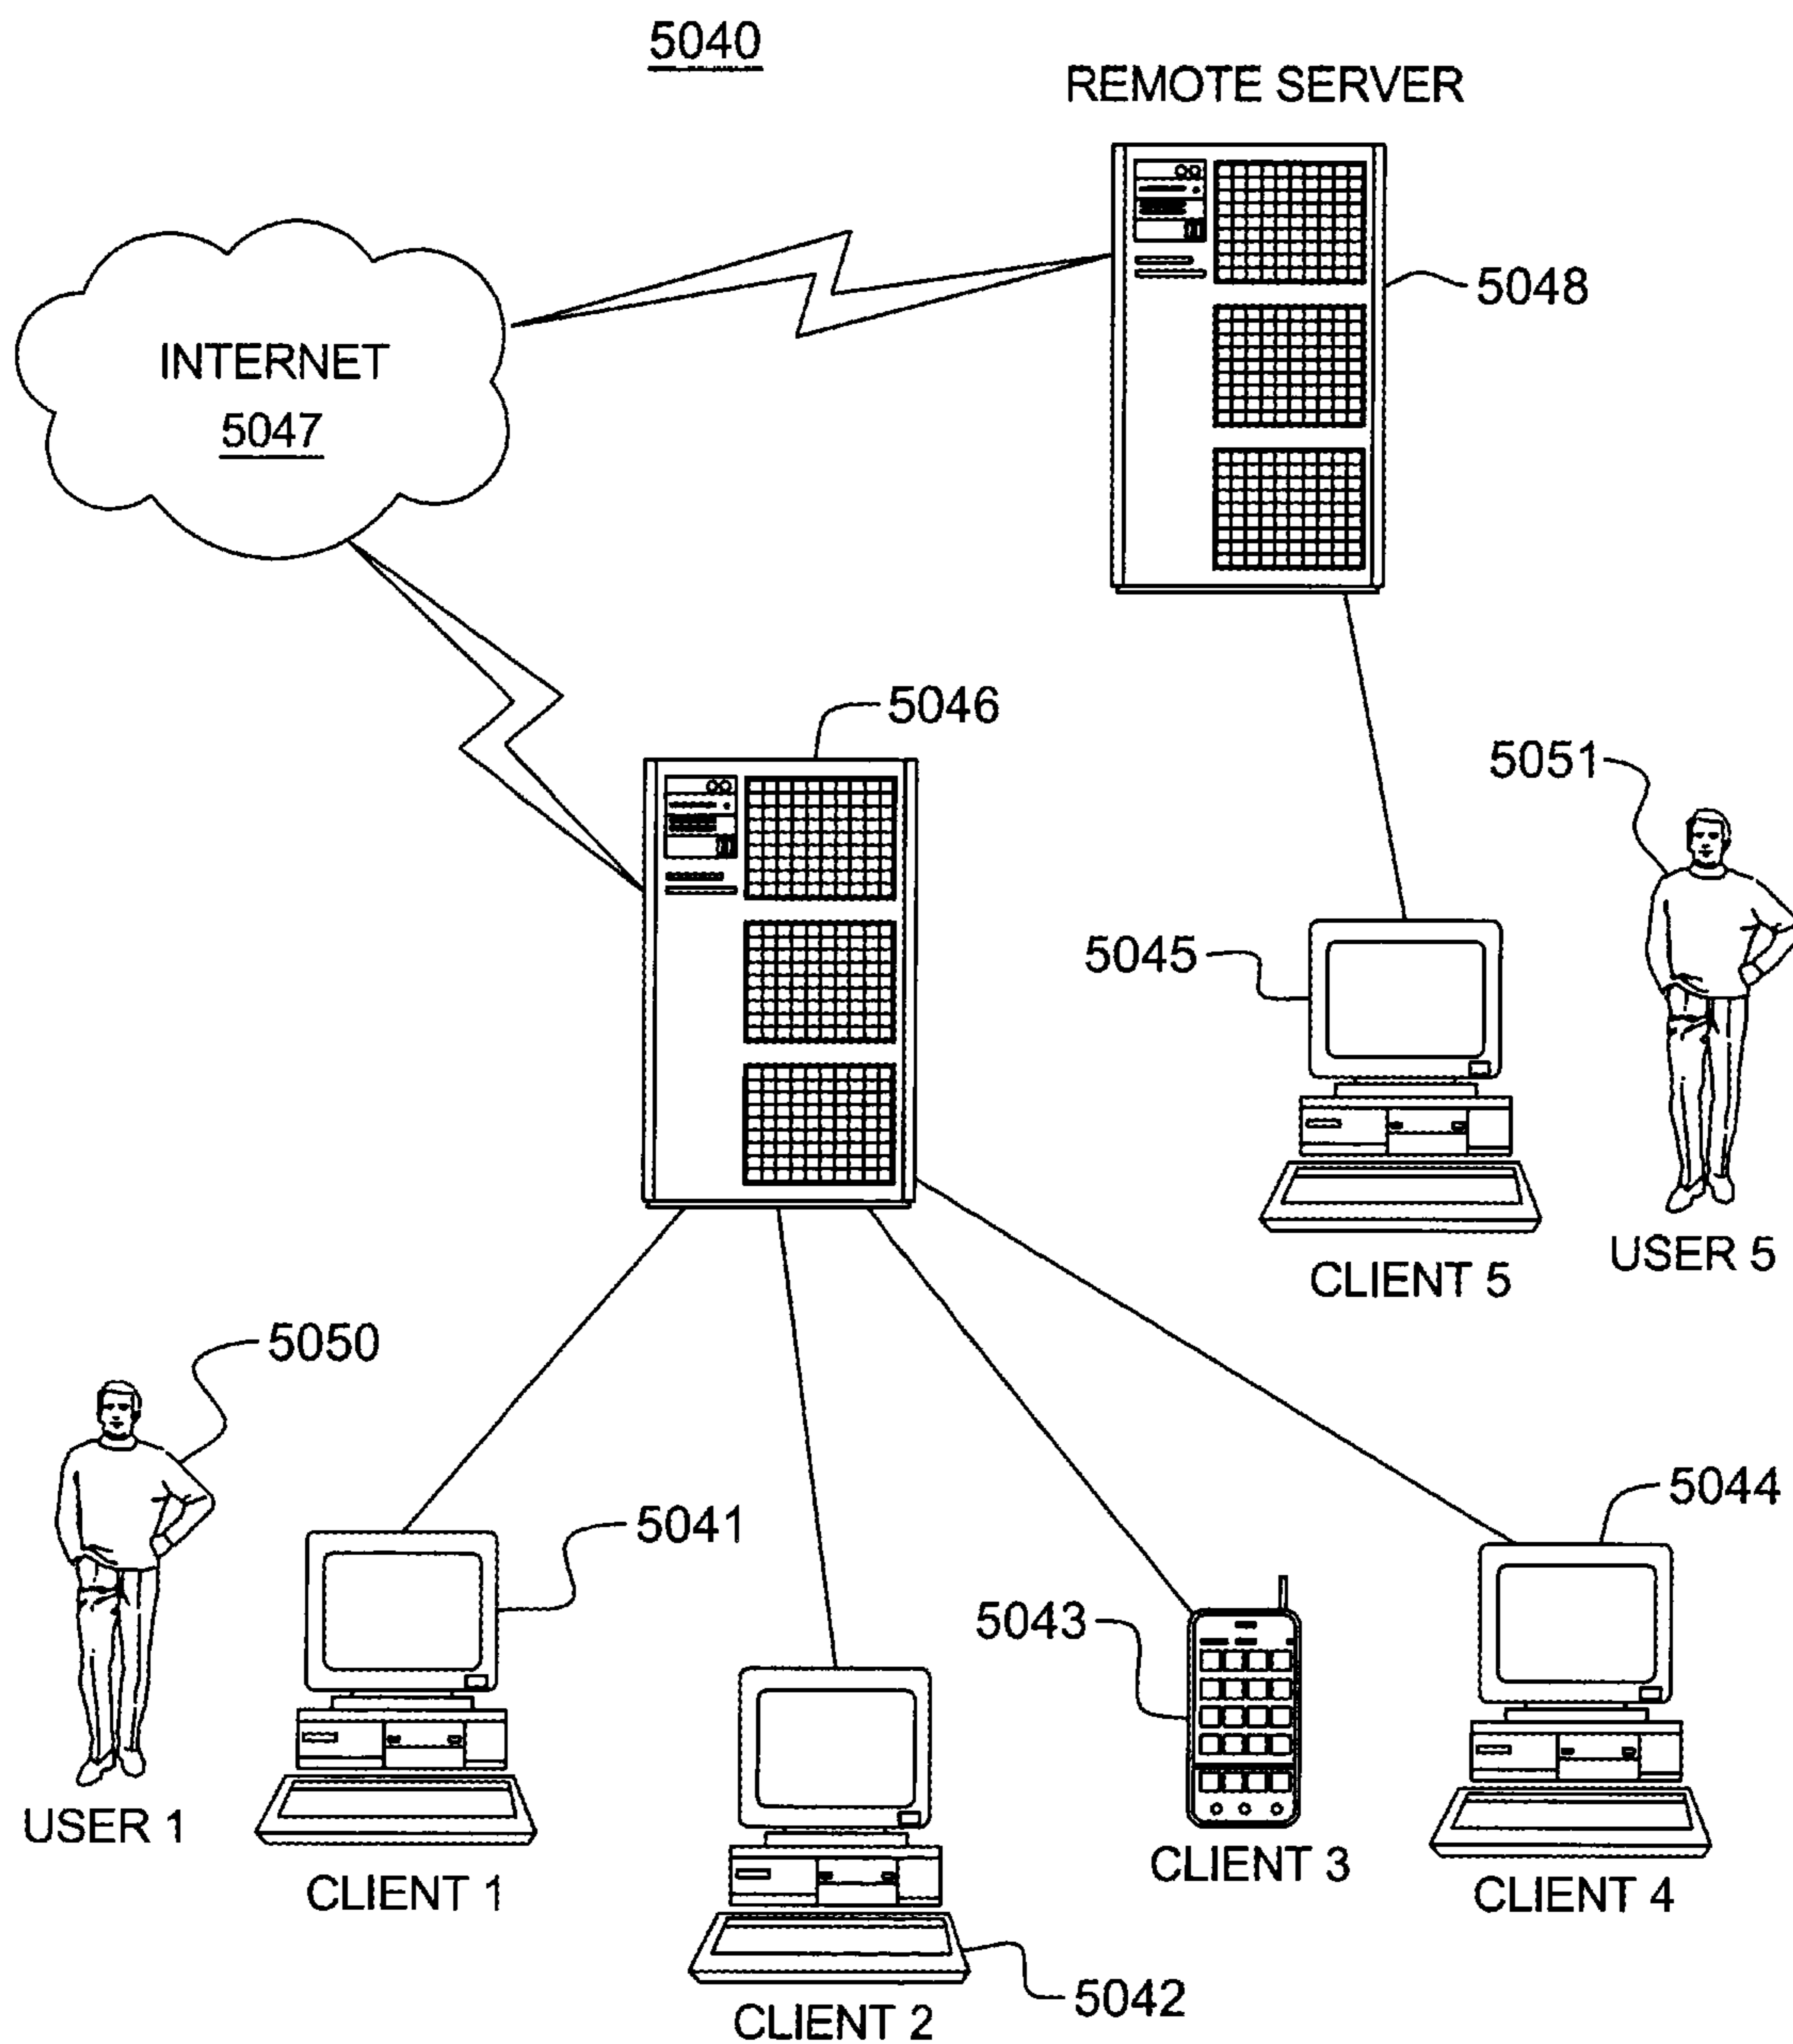 5040
REMOTE SERVER
5048
INTERNET
5047
5046
5051
5045
USER 5
CLIENT 5
5050
5041
5044
5043
USER 1
CLIENT 1
CLIENT 3
CLIENT 4
5042
CLIENT 2